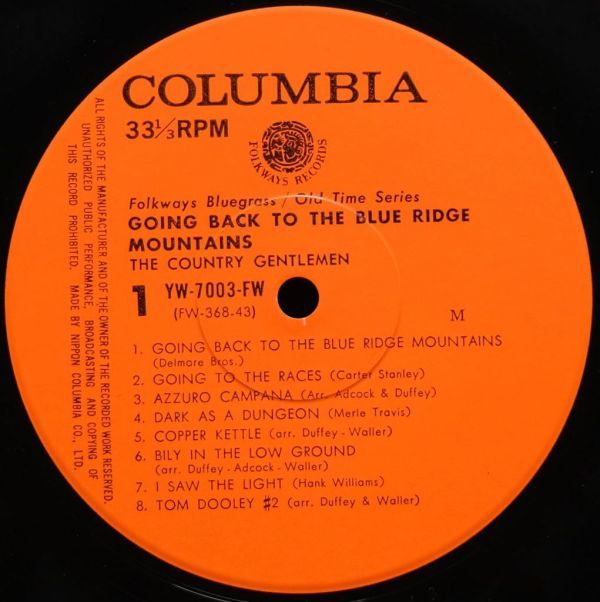 COLUMBIA
33⅓RPM
FOLKWAYS RECORDS
Folkways Bluegrass / Old Time Series
GOING BACK TO THE BLUE RIDGE
MOUNTAINS
THE COUNTRY GENTLEMEN
1 YW-7003-FW
(FW-368-43) M
1. GOING BACK TO THE BLUE RIDGE MOUNTAINS
(Delmore Bros.)
2. GOING TO THE RACES (Carter Stanley)
3. AZZURO CAMPANA (Arr. Adcock & Duffey)
4. DARK AS A DUNGEON (Merle Travis)
5. COPPER KETTLE (arr. Duffey - Waller)
6. BILY IN THE LOW GROUND
(arr. Duffey - Adcock - Waller)
7. I SAW THE LIGHT (Hank Williams)
8. TOM DOOLEY #2 (arr. Duffey & Waller)
ALL RIGHTS OF THE MANUFACTURER AND OF THE OWNER OF THE RECORDED WORK RESERVED.
UNAUTHORIZED PUBLIC PERFORMANCE, BROADCASTING AND COPYING OF
THIS RECORD PROHIBITED. MADE BY NIPPON COLUMBIA CO., LTD.